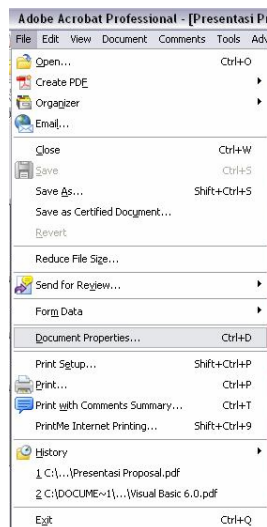 Adobe Acrobat Professional - [Presentasi P
File Edit View Document Comments Tools Adv
Open... Ctrl+O
Create PDF
Organizer
Email...
Close Ctrl+W
Save Ctrl+S
Save As... Shift+Ctrl+S
Save as Certified Document...
Revert
Reduce File Size...
Send for Review...
Form Data
Document Properties... Ctrl+D
Print Setup... Shift+Ctrl+P
Print... Ctrl+P
Print with Comments Summary... Ctrl+T
PrintMe Internet Printing... Shift+Ctrl+9
History
1 C:\...\Presentasi Proposal.pdf
2 C:\DOCUME~1\...\Visual Basic 6.0.pdf
Exit Ctrl+Q